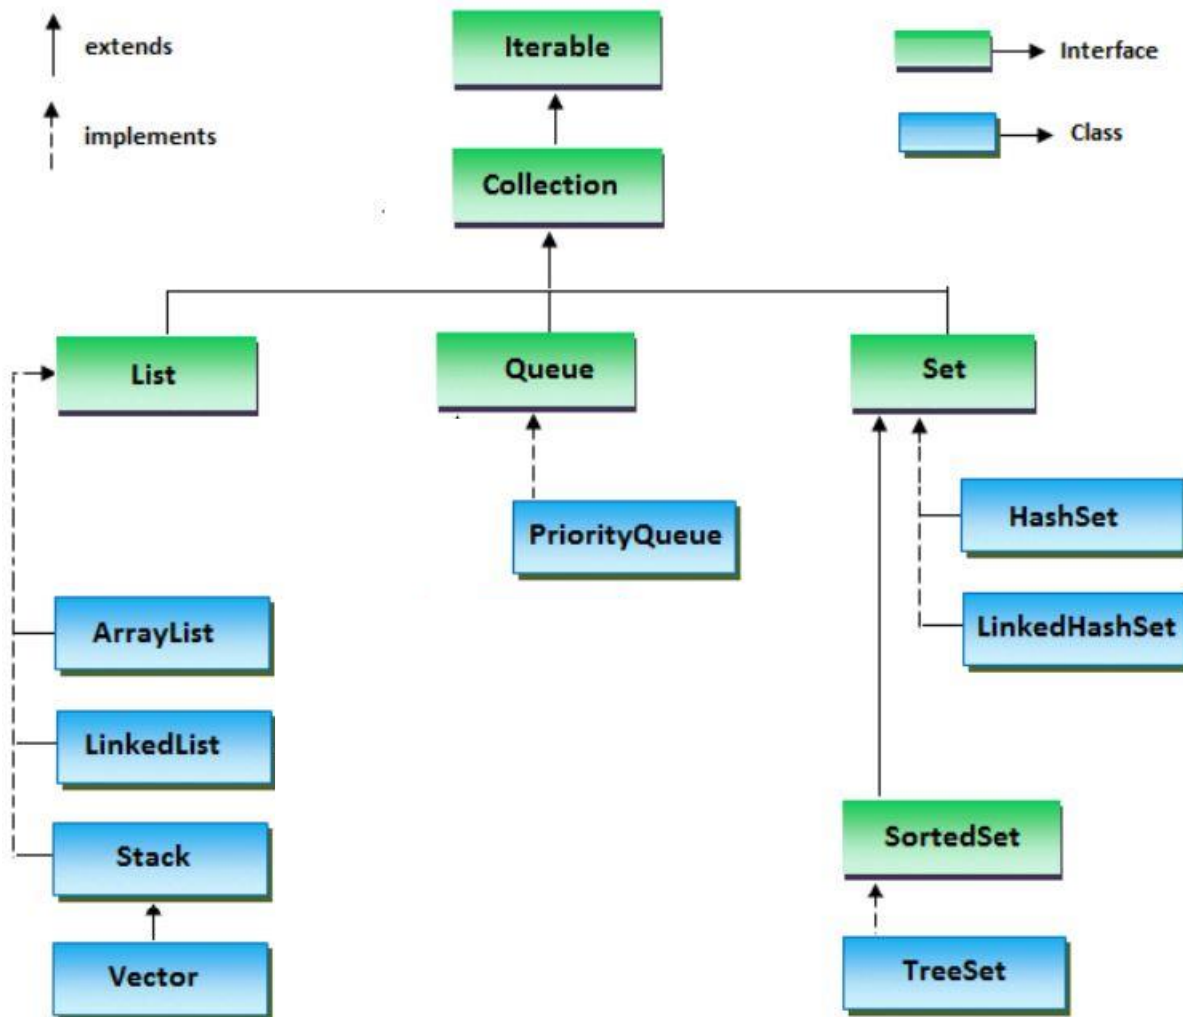 extends
implements
Iterable
Interface
Class
Collection
List
Queue
Set
PriorityQueue
HashSet
LinkedHashSet
ArrayList
LinkedList
Stack
Vector
SortedSet
TreeSet